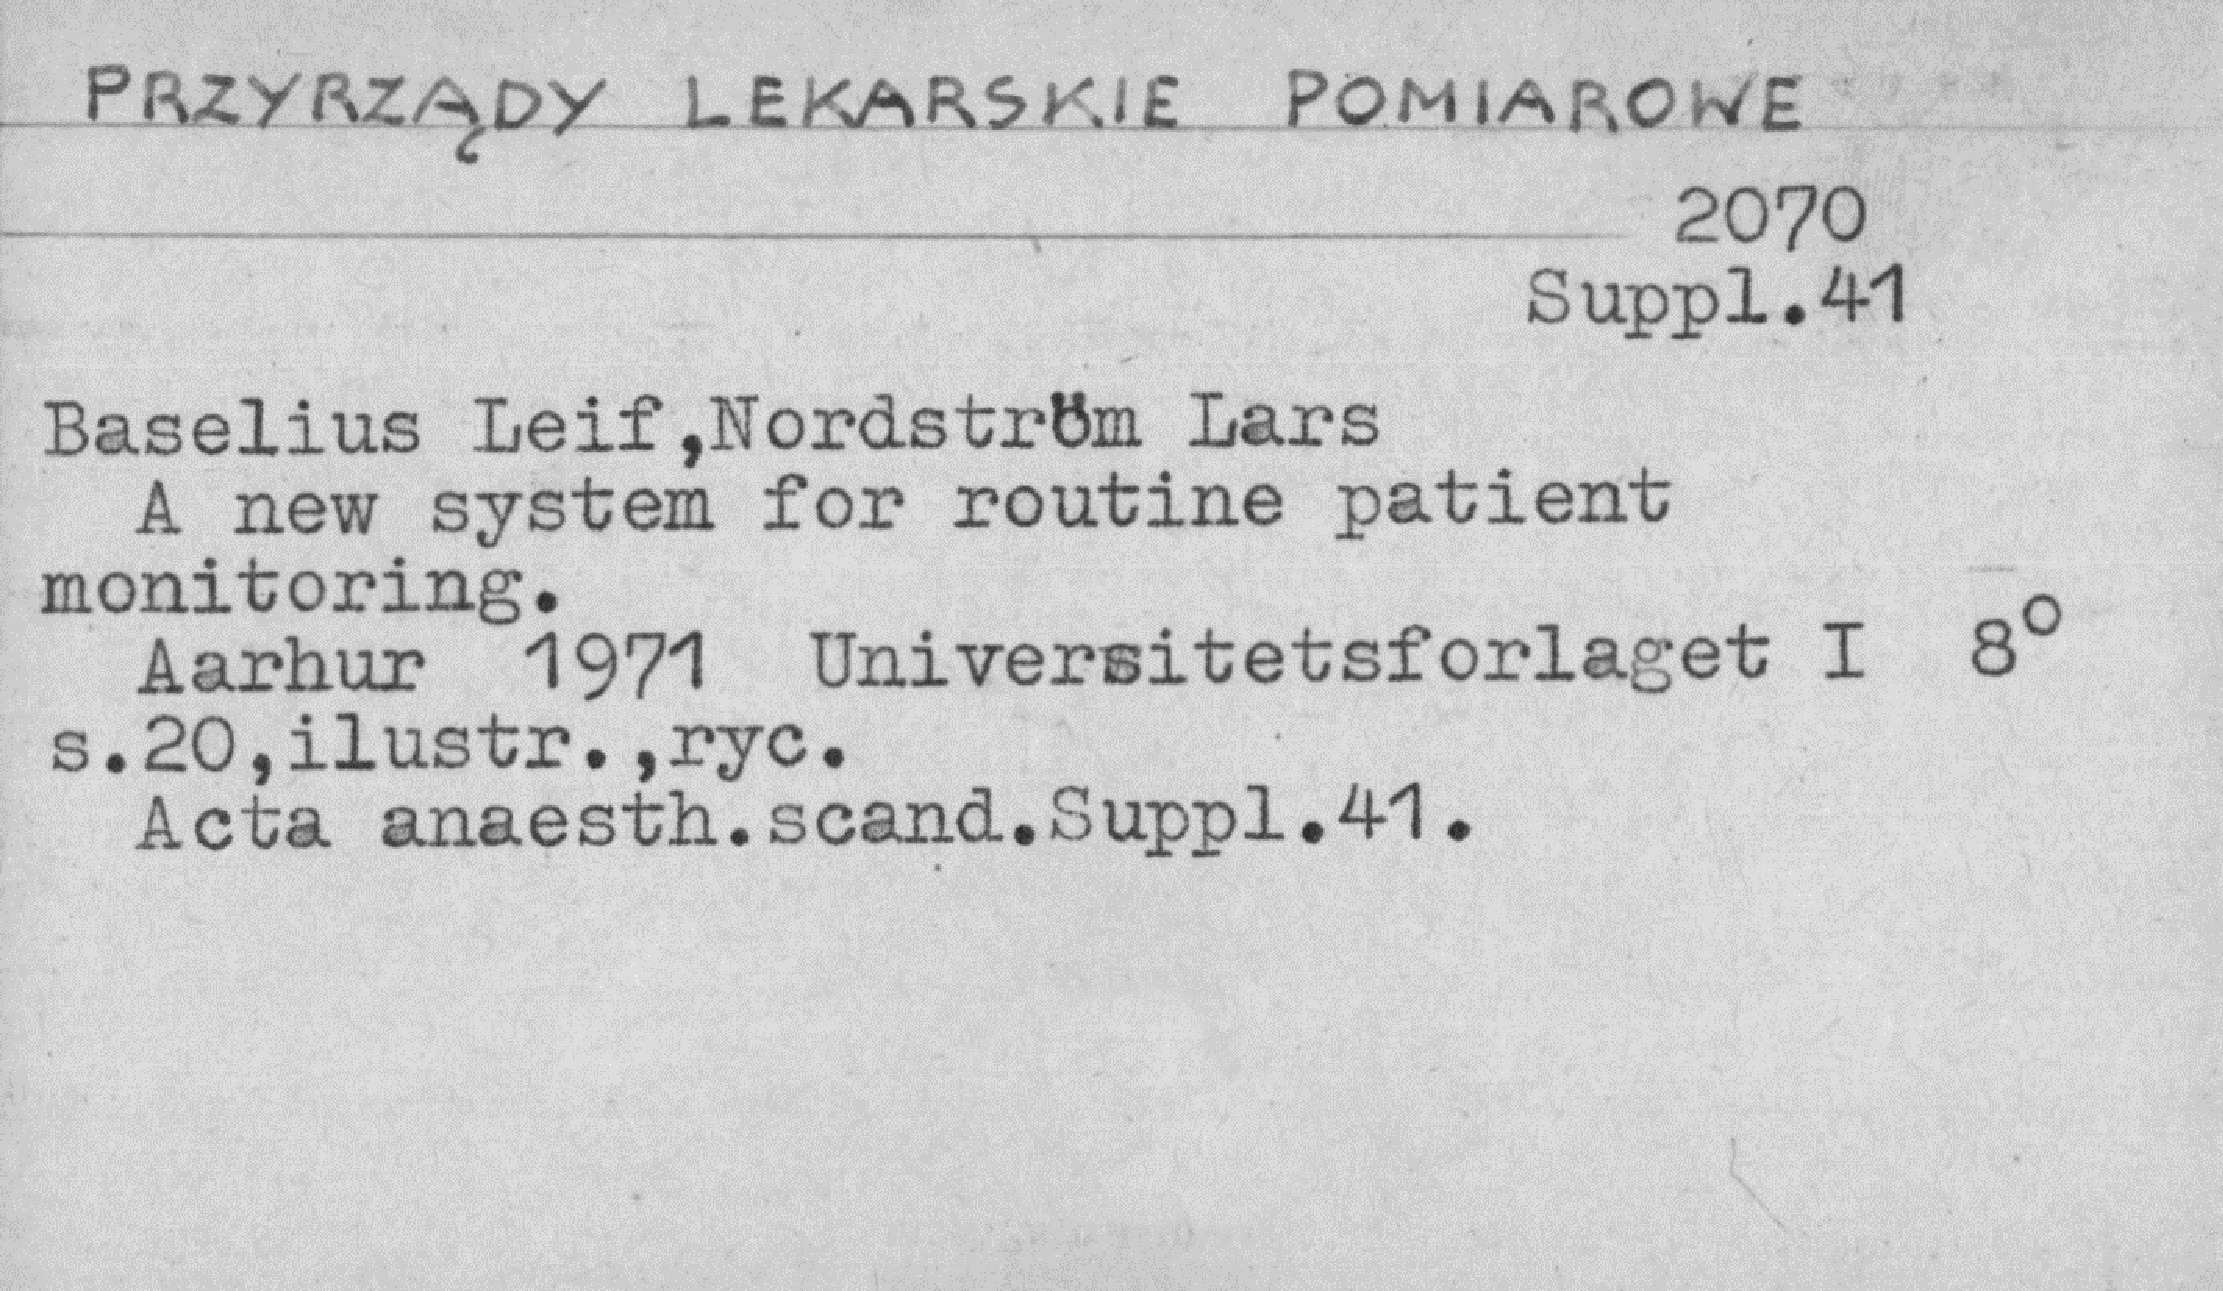 PRZYRZĄDY LEKARSKIE POMIAROWE
2070
Suppl.41
Baselius Leif,Nordström Lars
A new system for routine patient
monitoring.
Aarhur 1971 Universitetsforlaget I 8°
s.20,ilustr.,ryc.
Acta anaesth.scand.Suppl.41.